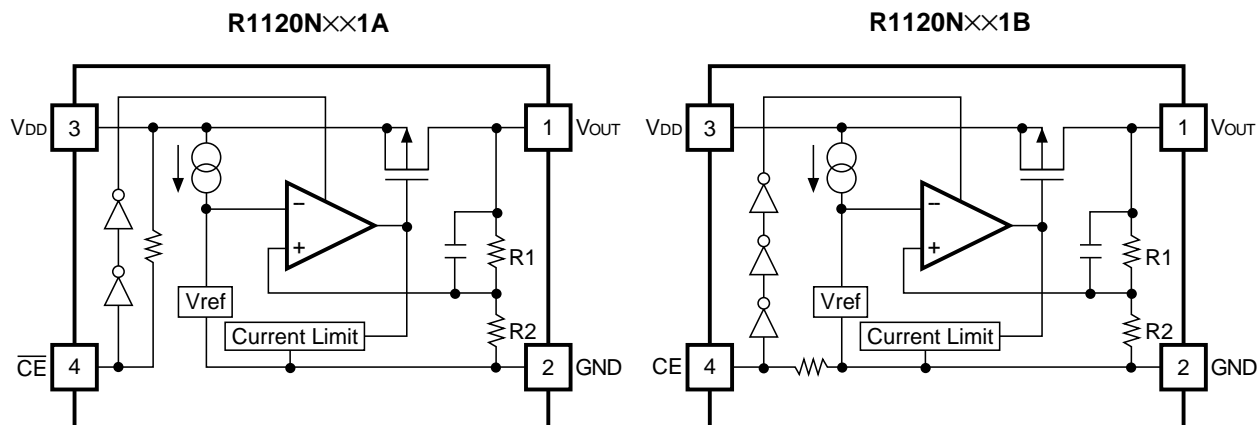 R1120N××1A
VDD 3
1 VOUT
−
+
R1
Vref
R2
Current Limit
C̅E̅ 4
2 GND
R1120N××1B
VDD 3
1 VOUT
−
+
R1
Vref
R2
Current Limit
CE 4
2 GND